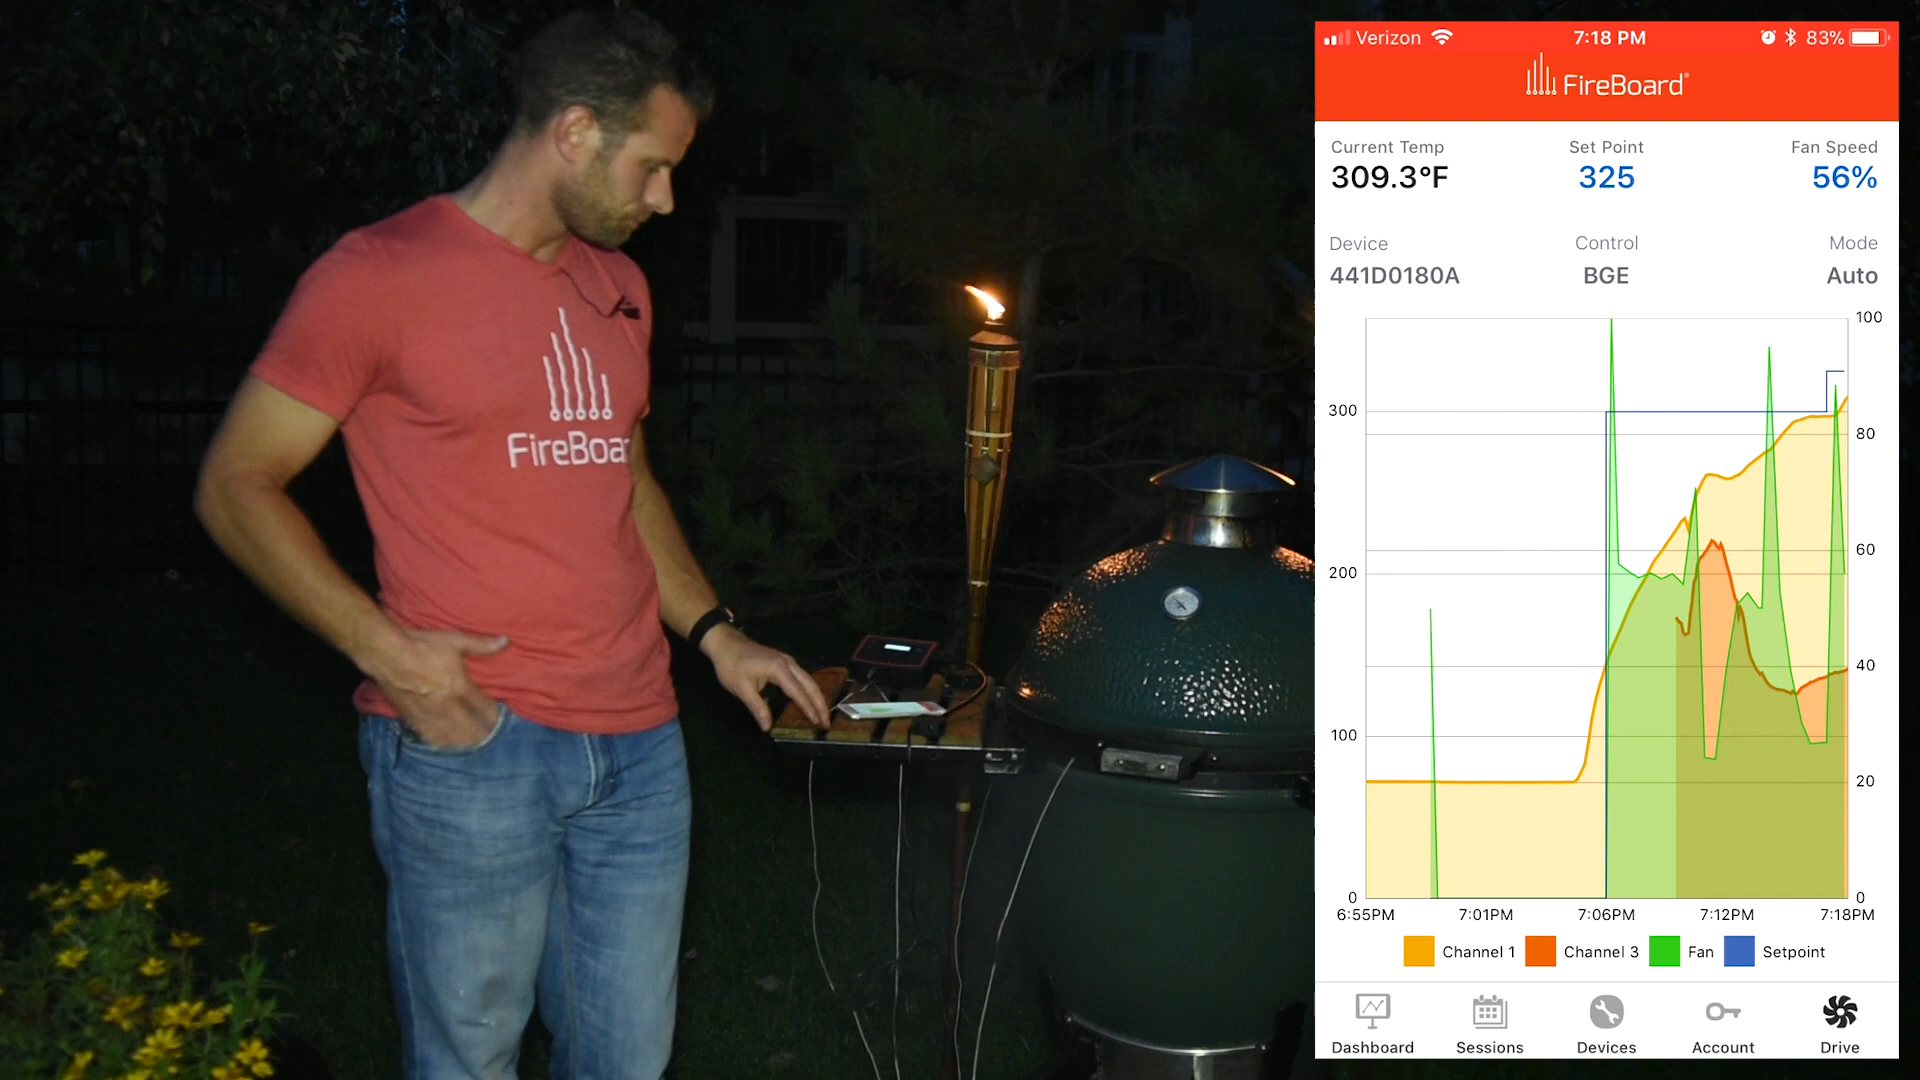 FireBoa
Verizon 7:18 PM 83%
FireBoard
Current Temp Set Point Fan Speed
309.3°F 325 56%
Device Control Mode
441D0180A BGE Auto
100
300
80
200
60
40
100
20
0 0
6:55PM 7:01PM 7:06PM 7:12PM 7:18PM
Channel 1 Channel 3 Fan Setpoint
Dashboard Sessions Devices Account Drive